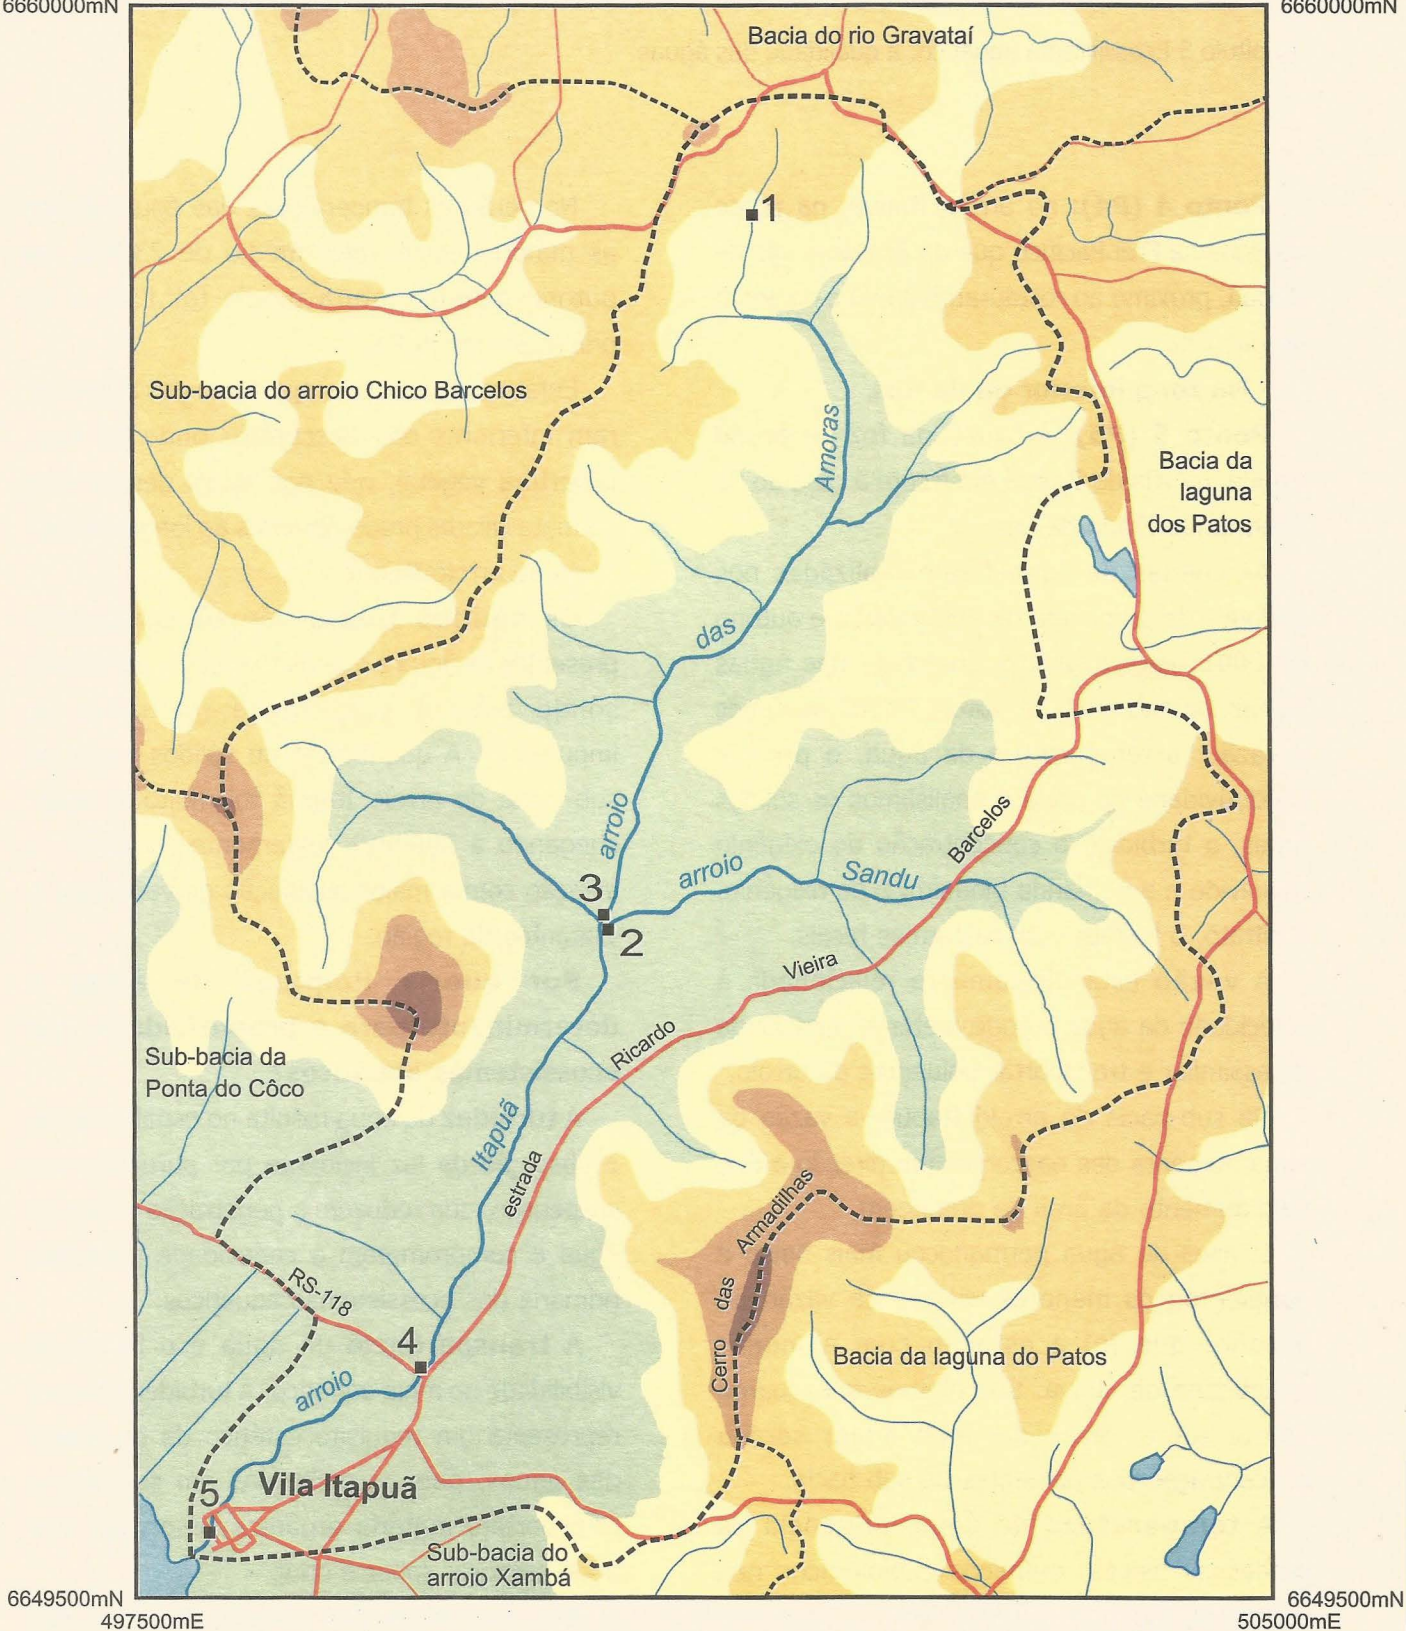 6660000mN
6660000mN
Bacia do rio Gravataí
1
Sub-bacia do arroio Chico Barcelos
Amoras
Bacia da
laguna
dos Patos
das
arroio
Barcelos
arroio
Sandu
3
2
Vieira
Ricardo
Sub-bacia da
Ponta do Côco
Itapuã
estrada
Armadilhas
das
Cerro
RS-118
4
Bacia da laguna do Patos
arroio
5
Vila Itapuã
Sub-bacia do
arroio Xambá
6649500mN
6649500mN
497500mE
505000mE